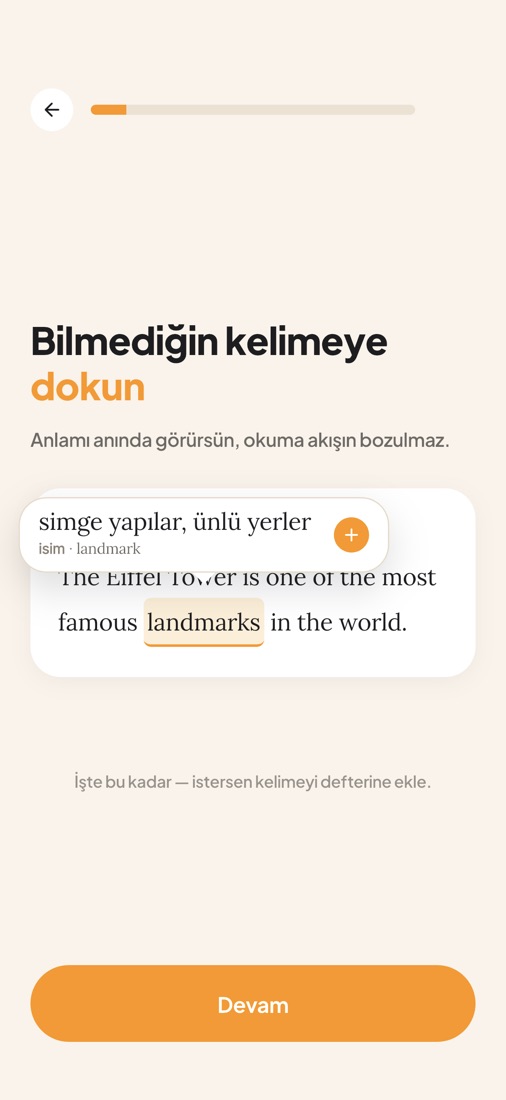 Bilmediğin kelimeye
dokun
Anlamı anında görürsün, okuma akışın bozulmaz.
simge yapılar, ünlü yerler
isim · landmark
The Eiffel Tower is one of the most
famous landmarks in the world.
İşte bu kadar — istersen kelimeyi defterine ekle.
Devam